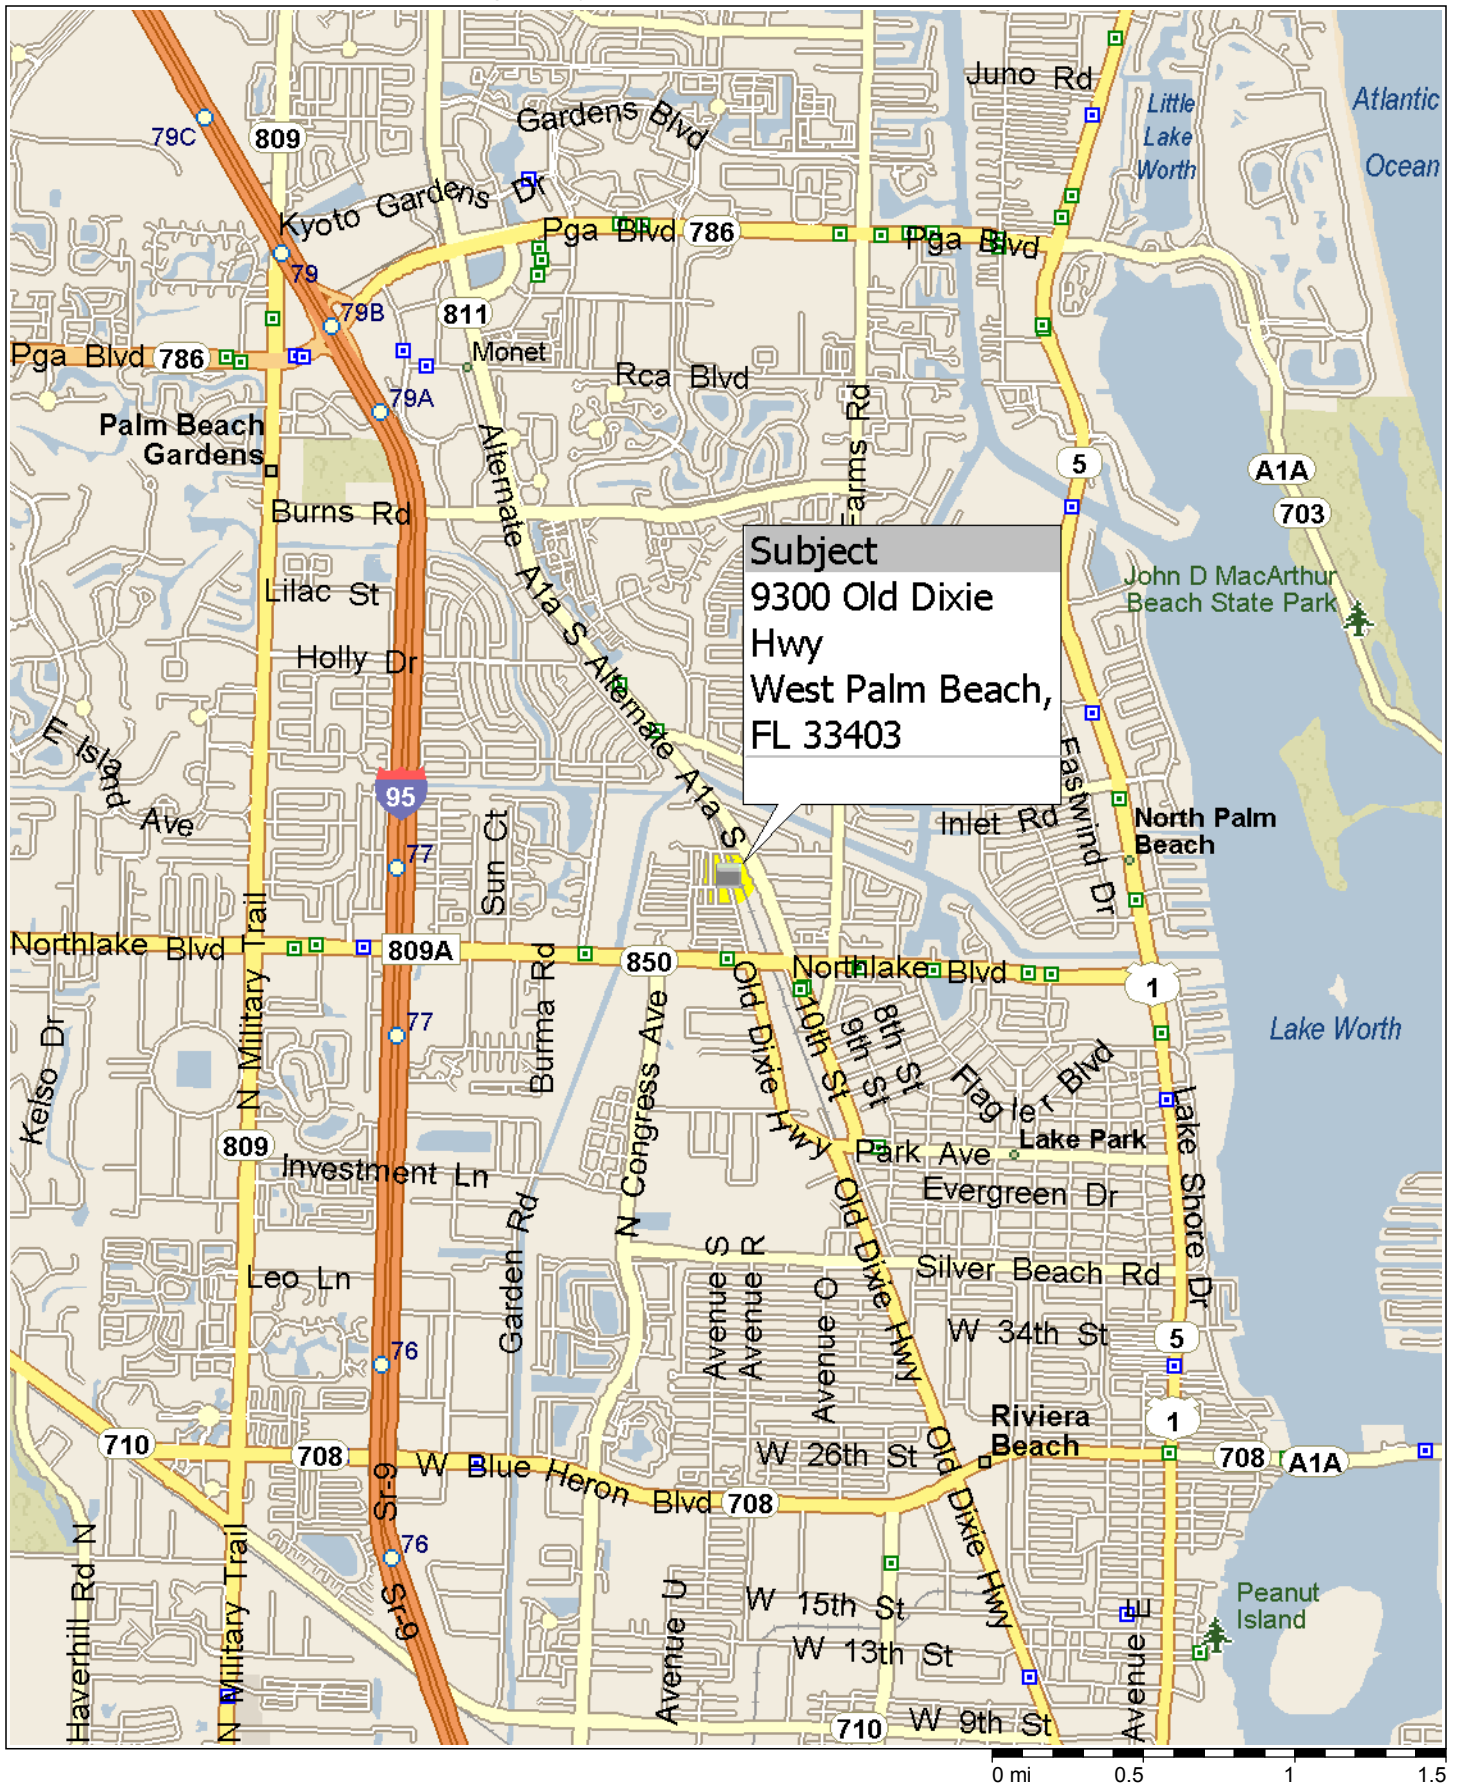 Juno Rd
Little
Lake
Worth
Atlantic
Ocean
Gardens Blvd
79C
809
Kyoto Gardens Dr
Pga Blvd 786
Pga Blvd
79
79B
811
Monet
Pga Blvd 786
Rca Blvd
79A
Palm Beach
Gardens
Alternate A1a S
Farms Rd
5
A1A
703
Burns Rd
Subject
9300 Old Dixie
Hwy
West Palm Beach,
FL 33403
John D MacArthur
Beach State Park
Lilac St
Holly Dr
Alternate A1a S
E Island Ave
95
Sun Ct
Inlet Rd
Eastwind Dr
North Palm
Beach
77
N Military Trail
Northlake Blvd
809A
850
Northlake Blvd
1
Burma Rd
Old Dixie Hwy
10th St
9th St
8th St
Lake Worth
77
Kelso Dr
N Congress Ave
Flagler Blvd
Lake Park
Lake Shore Dr
809
Park Ave
Investment Ln
Evergreen Dr
Garden Rd
Old Dixie Hwy
Avenue S
Avenue R
Avenue O
Silver Beach Rd
Leo Ln
W 34th St
5
76
1
Riviera
Beach
710
708
W Blue Heron Blvd
708
W 26th St
Old Dixie Hwy
708
A1A
Sr-9
76
Haverhill Rd N
N Military Trail
Sr-9
Avenue U
W 15th St
W 13th St
Avenue E
Peanut
Island
710
W 9th St
0 mi 0.5 1 1.5